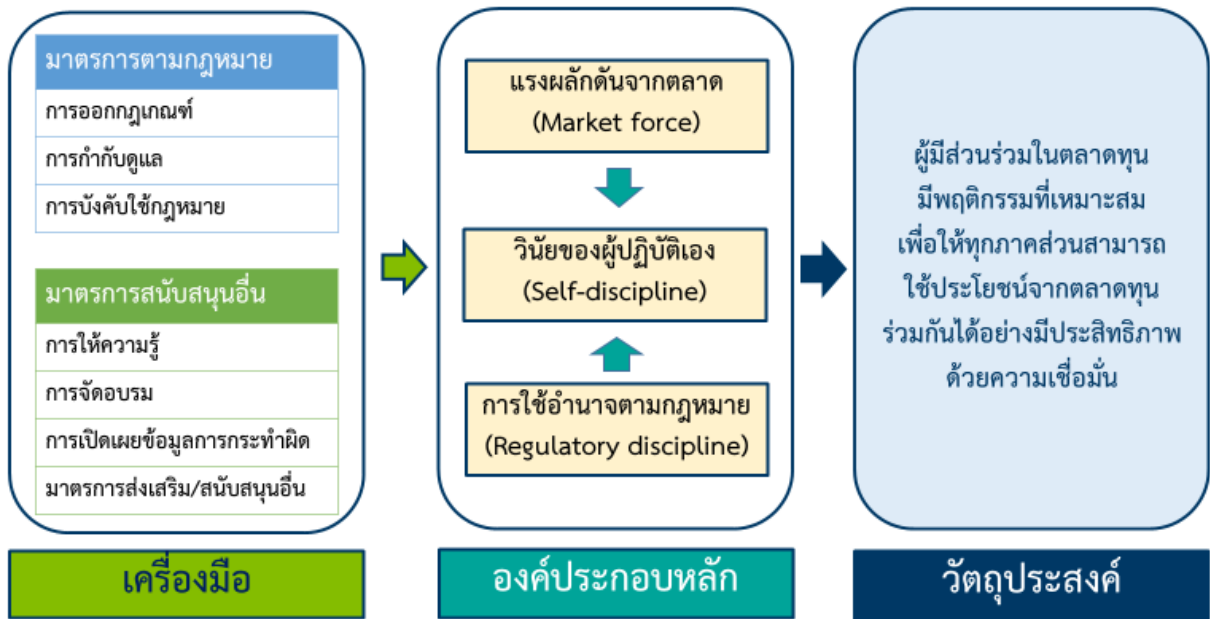 มาตรการตามกฎหมาย
การออกกฎเกณฑ์
การกำกับดูแล
การบังคับใช้กฎหมาย
มาตรการสนับสนุนอื่น
การให้ความรู้
การจัดอบรม
การเปิดเผยข้อมูลการกระทำผิด
มาตรการส่งเสริม/สนับสนุนอื่น
เครื่องมือ
แรงผลักดันจากตลาด
(Market force)
วินัยของผู้ปฏิบัติเอง
(Self-discipline)
การใช้อำนาจตามกฎหมาย
(Regulatory discipline)
องค์ประกอบหลัก
ผู้มีส่วนร่วมในตลาดทุน
มีพฤติกรรมที่เหมาะสม
เพื่อให้ทุกภาคส่วนสามารถ
ใช้ประโยชน์จากตลาดทุน
ร่วมกันได้อย่างมีประสิทธิภาพ
ด้วยความเชื่อมั่น
วัตถุประสงค์